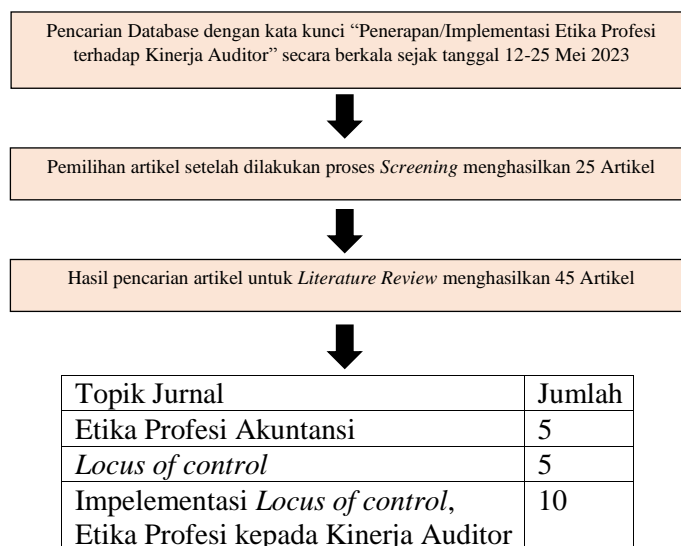 Pencarian Database dengan kata kunci “Penerapan/Implementasi Etika Profesi
terhadap Kinerja Auditor” secara berkala sejak tanggal 12-25 Mei 2023
Pemilihan artikel setelah dilakukan proses Screening menghasilkan 25 Artikel
Hasil pencarian artikel untuk Literature Review menghasilkan 45 Artikel
Topik Jurnal Jumlah
Etika Profesi Akuntansi 5
Locus of control 5
Impelementasi Locus of control, 10
Etika Profesi kepada Kinerja Auditor